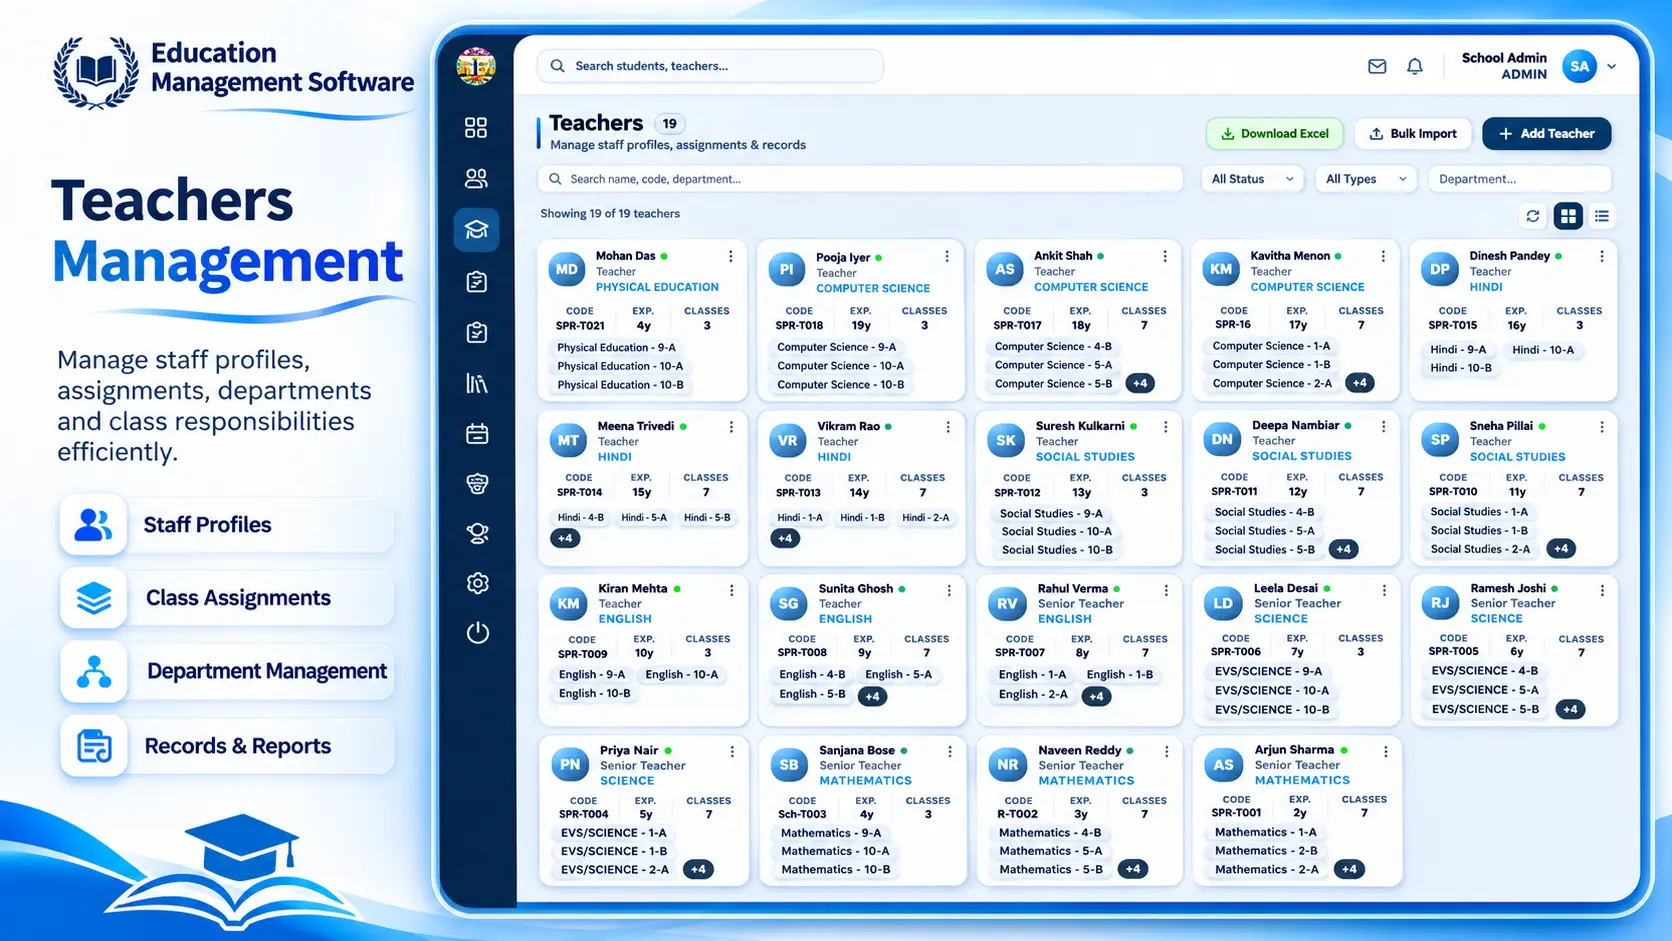 Education
Management Software
Teachers
Management
Manage staff profiles,
assignments, departments
and class responsibilities
efficiently.
Staff Profiles
Class Assignments
Department Management
Records & Reports
Search students, teachers...
School Admin
ADMIN
SA
Teachers 19
Manage staff profiles, assignments & records
Download Excel
Bulk Import
+ Add Teacher
Search name, code, department...
All Status
All Types
Department...
Showing 19 of 19 teachers
MD
Mohan Das
Teacher
PHYSICAL EDUCATION
CODE EXP. CLASSES
SPR-T021 4y 3
Physical Education - 9-A
Physical Education - 10-A
Physical Education - 10-B
PI
Pooja Iyer
Teacher
COMPUTER SCIENCE
CODE EXP. CLASSES
SPR-T018 19y 3
Computer Science - 9-A
Computer Science - 10-A
Computer Science - 10-B
AS
Ankit Shah
Teacher
COMPUTER SCIENCE
CODE EXP. CLASSES
SPR-T017 18y 7
Computer Science - 4-B
Computer Science - 5-A
Computer Science - 5-B +4
KM
Kavitha Menon
Teacher
COMPUTER SCIENCE
CODE EXP. CLASSES
SPR-16 17y 7
Computer Science - 1-A
Computer Science - 1-B
Computer Science - 2-A +4
DP
Dinesh Pandey
Teacher
HINDI
CODE EXP. CLASSES
SPR-T015 16y 3
Hindi - 9-A Hindi - 10-A
Hindi - 10-B
MT
Meena Trivedi
Teacher
HINDI
CODE EXP. CLASSES
SPR-T014 15y 7
Hindi - 4-B Hindi - 5-A Hindi - 5-B
+4
VR
Vikram Rao
Teacher
HINDI
CODE EXP. CLASSES
SPR-T013 14y 7
Hindi - 1-A Hindi - 1-B Hindi - 2-A
+4
SK
Suresh Kulkarni
Teacher
SOCIAL STUDIES
CODE EXP. CLASSES
SPR-T012 13y 3
Social Studies - 9-A
Social Studies - 10-A
Social Studies - 10-B
DN
Deepa Nambiar
Teacher
SOCIAL STUDIES
CODE EXP. CLASSES
SPR-T011 12y 7
Social Studies - 4-B
Social Studies - 5-A
Social Studies - 5-B +4
SP
Sneha Pillai
Teacher
SOCIAL STUDIES
CODE EXP. CLASSES
SPR-T010 11y 7
Social Studies - 1-A
Social Studies - 1-B
Social Studies - 2-A +4
KM
Kiran Mehta
Teacher
ENGLISH
CODE EXP. CLASSES
SPR-T009 10y 3
English - 9-A English - 10-A
English - 10-B
SG
Sunita Ghosh
Teacher
ENGLISH
CODE EXP. CLASSES
SPR-T008 9y 7
English - 4-B English - 5-A
English - 5-B +4
RV
Rahul Verma
Senior Teacher
ENGLISH
CODE EXP. CLASSES
SPR-T007 8y 7
English - 1-A English - 1-B
English - 2-A +4
LD
Leela Desai
Senior Teacher
SCIENCE
CODE EXP. CLASSES
SPR-T006 7y 3
EVS/SCIENCE - 9-A
EVS/SCIENCE - 10-A
EVS/SCIENCE - 10-B
RJ
Ramesh Joshi
Senior Teacher
SCIENCE
CODE EXP. CLASSES
SPR-T005 6y 7
EVS/SCIENCE - 4-B
EVS/SCIENCE - 5-A
EVS/SCIENCE - 5-B +4
PN
Priya Nair
Senior Teacher
SCIENCE
CODE EXP. CLASSES
SPR-T004 5y 7
EVS/SCIENCE - 1-A
EVS/SCIENCE - 1-B
EVS/SCIENCE - 2-A +4
SB
Sanjana Bose
Senior Teacher
MATHEMATICS
CODE EXP. CLASSES
Sch-T003 4y 3
Mathematics - 9-A
Mathematics - 10-A
Mathematics - 10-B
NR
Naveen Reddy
Senior Teacher
MATHEMATICS
CODE EXP. CLASSES
R-T002 3y 7
Mathematics - 4-B
Mathematics - 5-A
Mathematics - 5-B +4
AS
Arjun Sharma
Senior Teacher
MATHEMATICS
CODE EXP. CLASSES
SPR-T001 2y 7
Mathematics - 1-A
Mathematics - 2-B
Mathematics - 2-A +4